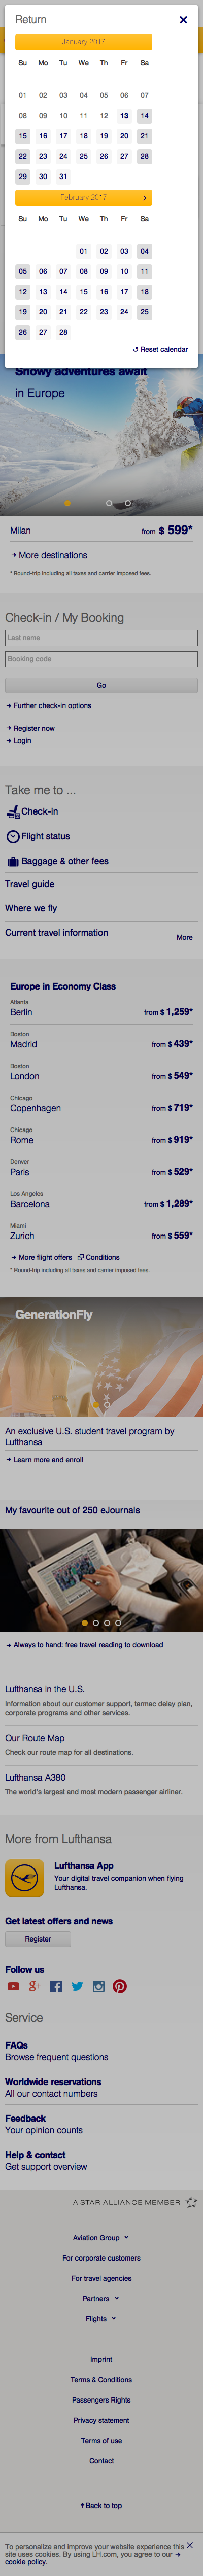 Return
January 2017
Su Mo Tu We Th Fr Sa
01 02 03 04 05 06 07
08 09 10 11 12 13 14
15 16 17 18 19 20 21
22 23 24 25 26 27 28
29 30 31
February 2017
Su Mo Tu We Th Fr Sa
01 02 03 04
05 06 07 08 09 10 11
12 13 14 15 16 17 18
19 20 21 22 23 24 25
26 27 28
Reset calendar
Snowy adventures await
in Europe
Milan from $ 599*
More destinations
* Round-trip including all taxes and carrier imposed fees.
Check-in / My Booking
Last name
Booking code
Go
Further check-in options
Register now
Login
Take me to ...
Check-in
Flight status
Baggage & other fees
Travel guide
Where we fly
Current travel information
More
Europe in Economy Class
Atlanta
Berlin from $ 1,259*
Boston
Madrid from $ 439*
Boston
London from $ 549*
Chicago
Copenhagen from $ 719*
Chicago
Rome from $ 919*
Denver
Paris from $ 529*
Los Angeles
Barcelona from $ 1,289*
Miami
Zurich from $ 559*
More flight offers Conditions
* Round-trip including all taxes and carrier imposed fees.
GenerationFly
An exclusive U.S. student travel program by
Lufthansa
Learn more and enroll
My favourite out of 250 eJournals
Always to hand: free travel reading to download
Lufthansa in the U.S.
Information about our customer support, tarmac delay plan,
corporate programs and other services.
Our Route Map
Check our route map for all destinations.
Lufthansa A380
The world's largest and most modern passenger airliner.
More from Lufthansa
Lufthansa App
Your digital travel companion when flying
Lufthansa.
Get latest offers and news
Register
Follow us
Service
FAQs
Browse frequent questions
Worldwide reservations
All our contact numbers
Feedback
Your opinion counts
Help & contact
Get support overview
A STAR ALLIANCE MEMBER
Aviation Group
For corporate customers
For travel agencies
Partners
Flights
Imprint
Terms & Conditions
Passengers Rights
Privacy statement
Terms of use
Contact
Back to top
To personalize and improve your website experience this
site uses cookies. By using LH.com, you agree to our
cookie policy.